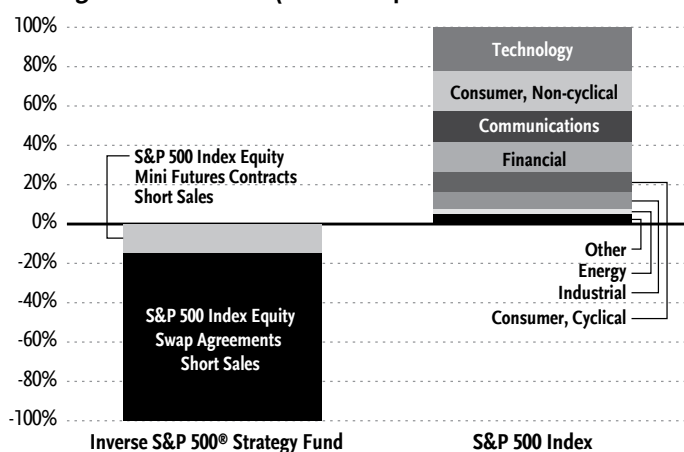 100%
80%
60%
40%
20%
0%
-20%
-40%
-60%
-80%
-100%
S&P 500 Index Equity
Mini Futures Contracts
Short Sales
S&P 500 Index Equity
Swap Agreements
Short Sales
Technology
Consumer, Non-cyclical
Communications
Financial
Other
Energy
Industrial
Consumer, Cyclical
Inverse S&P 500® Strategy Fund
S&P 500 Index